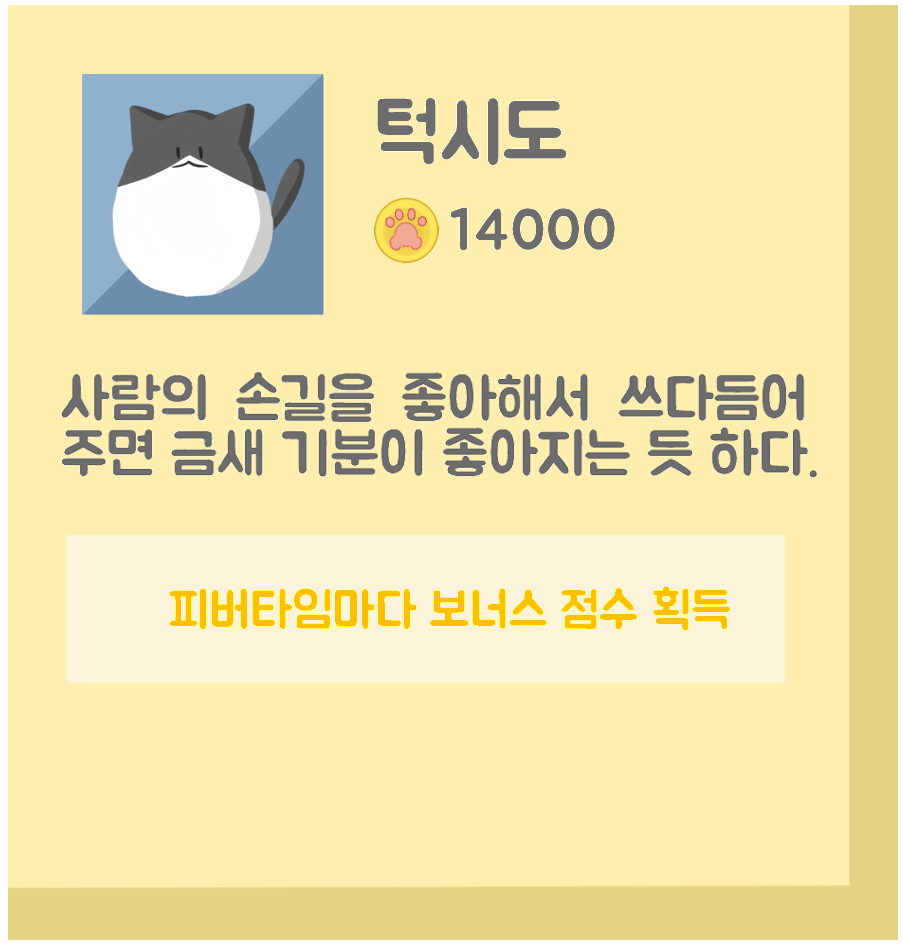 턱시도
14000
사람의 손길을 좋아해서 쓰다듬어
주면 금새 기분이 좋아지는 듯 하다.
피버타임마다 보너스 점수 획득